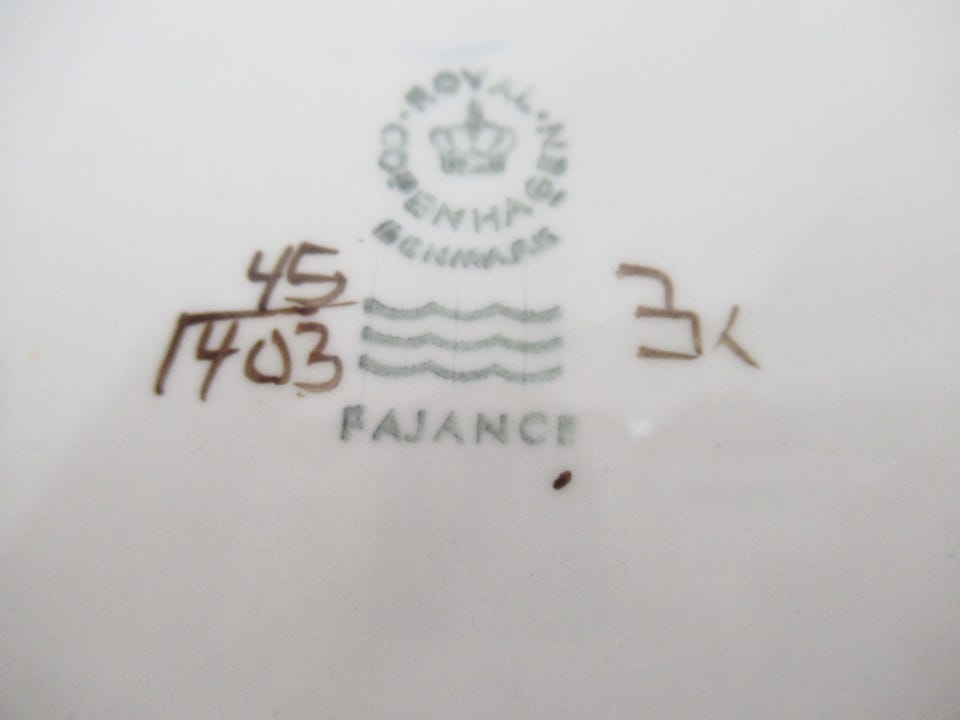 · ROYAL · COPENHAGEN
DENMARK
45
1403
FAJANCE